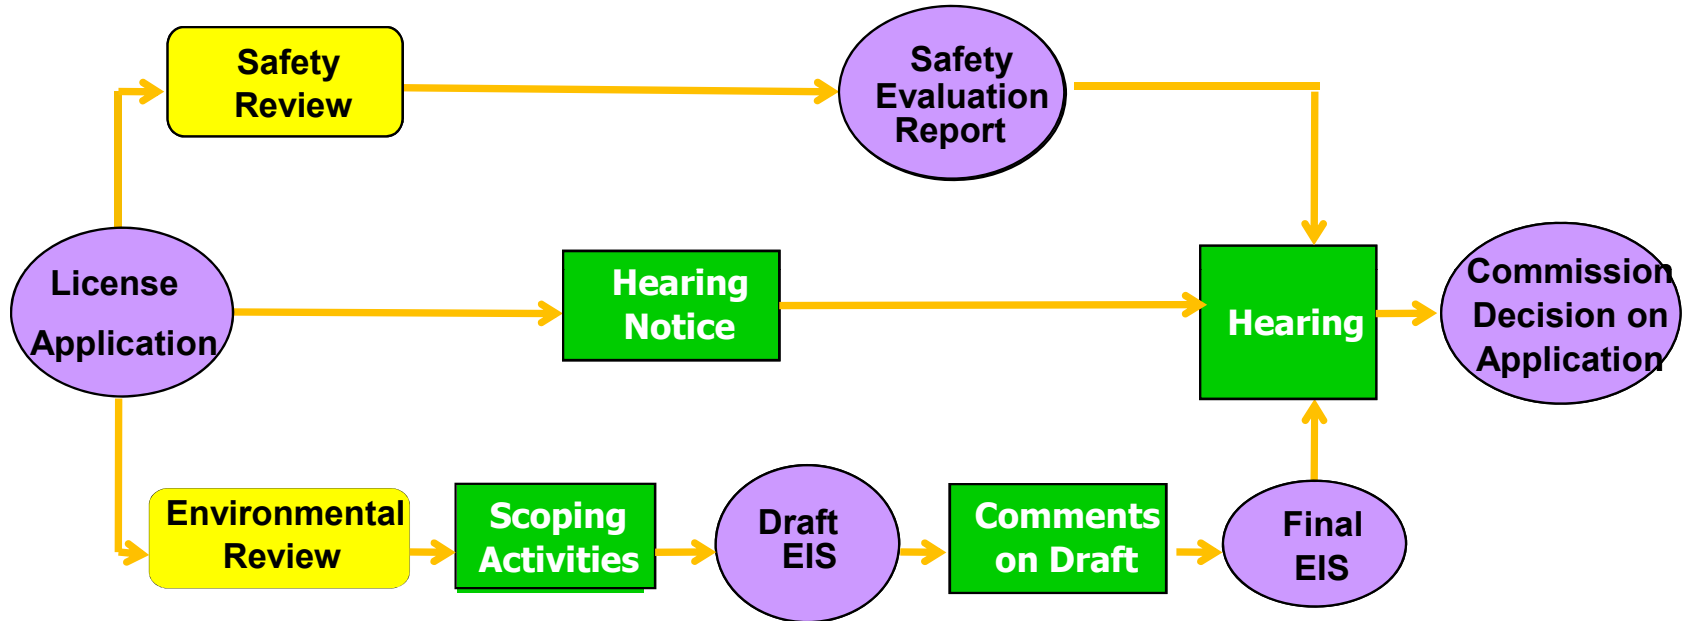 Safety
Review
Safety
Evaluation
Report
License
Application
Hearing
Notice
Hearing
Commission
Decision on
Application
Environmental
Review
Scoping
Activities
Draft
EIS
Comments
on Draft
Final
EIS